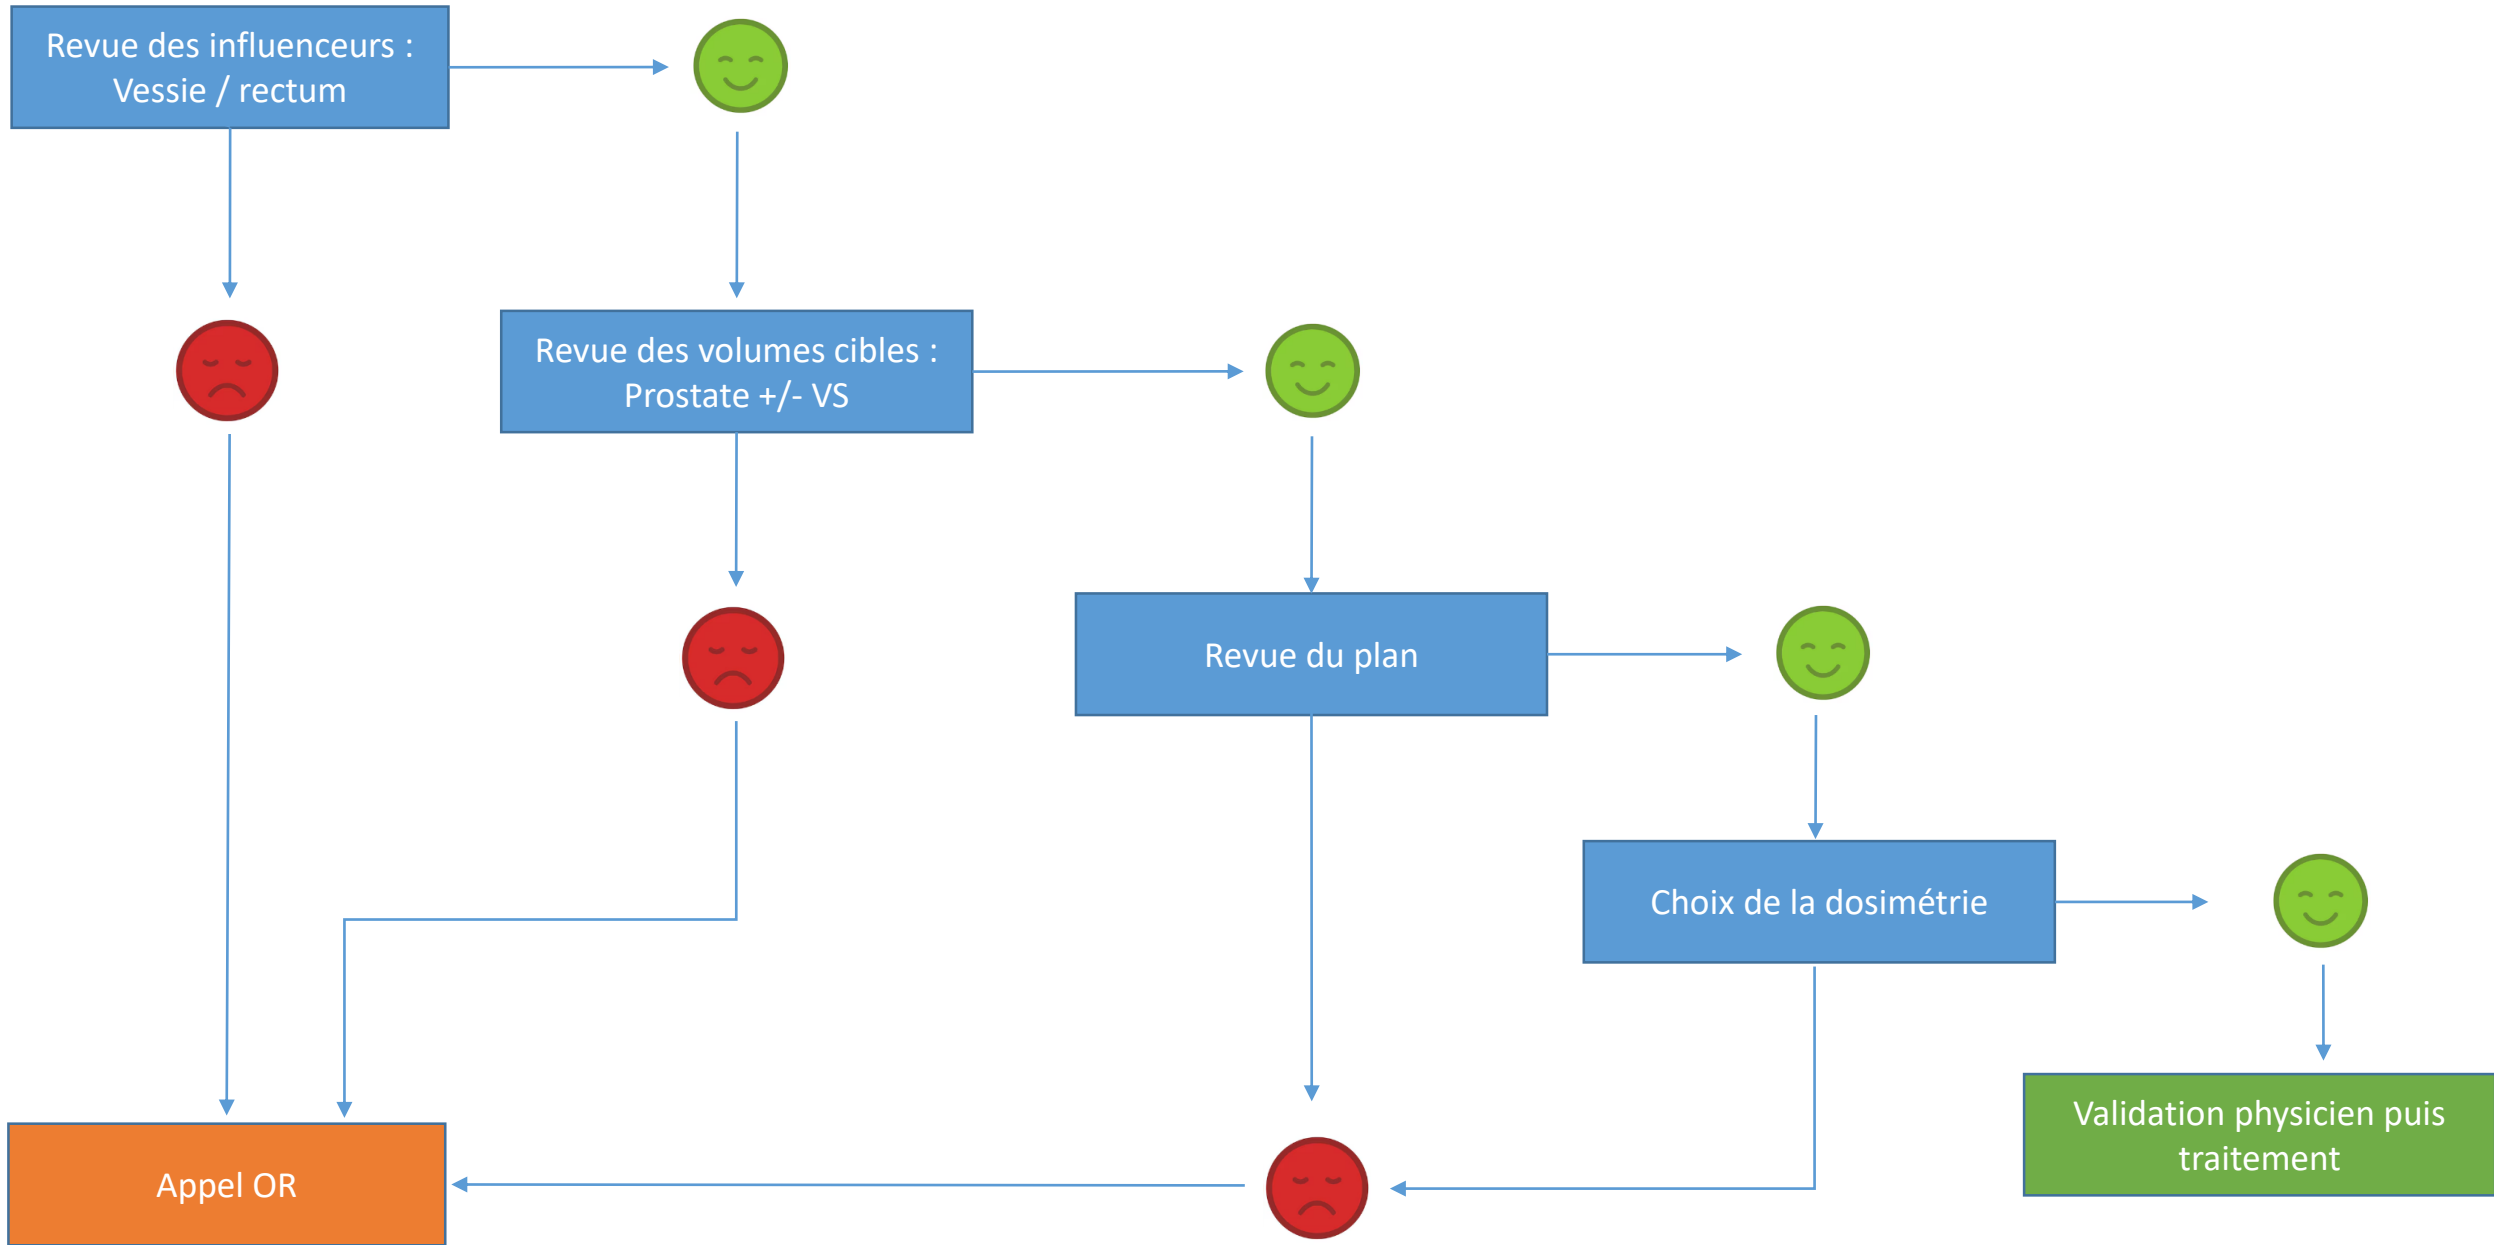 Revue des influenceurs :
Vessie / rectum
Revue des volumes cibles :
Prostate +/- VS
Revue du plan
Choix de la dosimétrie
Validation physicien puis
traitement
Appel OR